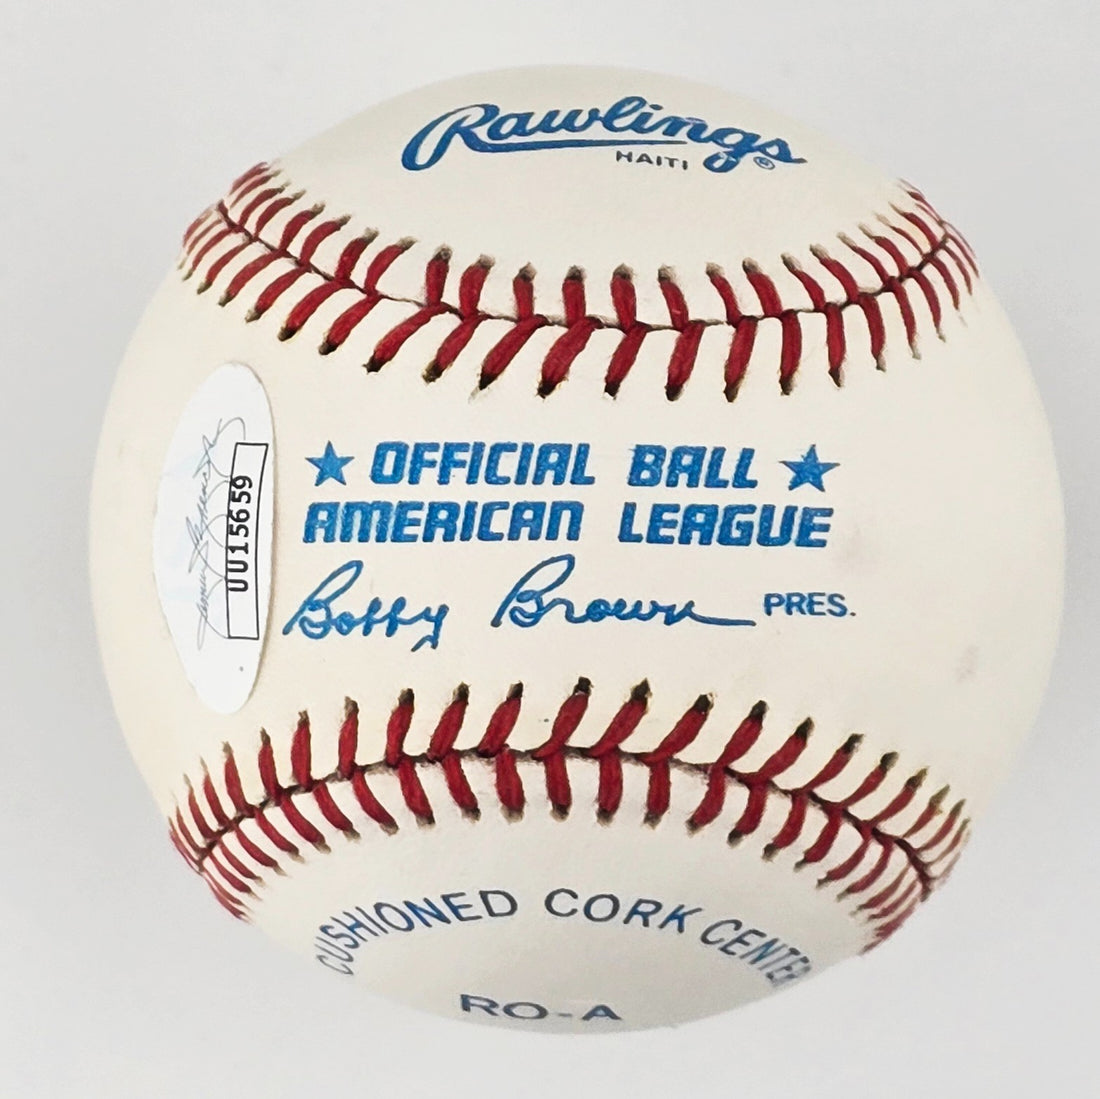 Rawlings ®
HAITI
★ OFFICIAL BALL ★
AMERICAN LEAGUE
Bobby Brown PRES.
UU15659
CUSHIONED CORK CENTER
RO-A